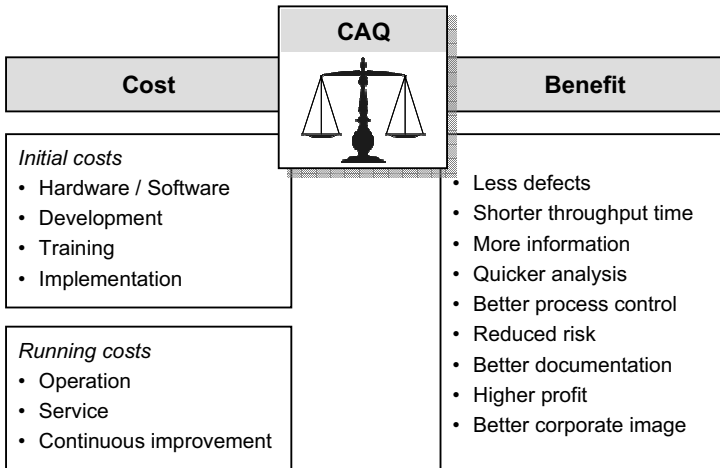 CAQ
Cost
Benefit
Initial costs
• Hardware / Software
• Development
• Training
• Implementation
Running costs
• Operation
• Service
• Continuous improvement
• Less defects
• Shorter throughput time
• More information
• Quicker analysis
• Better process control
• Reduced risk
• Better documentation
• Higher profit
• Better corporate image